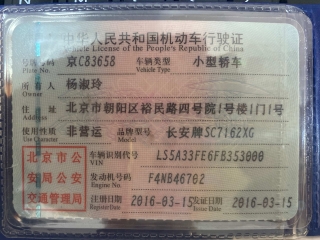 中华人民共和国机动车行驶证
Vehicle License of the People's Republic of China
号牌号码 京C83658 车辆类型 小型轿车
Vehicle Type
所有人 杨淑玲
Owner
住址 北京市朝阳区裕民路四号院1号楼1门1号
Address
使用性质 非营运 品牌型号 长安牌SC7162XG
Use Character Model
北京市公安局公安交通管理局
车辆识别代号 LS5A33FE6FB353000
VIN
发动机号码 F4NB46702
Engine No.
注册日期 2016-03-15 发证日期 2016-03-15
Register Date Issue Date